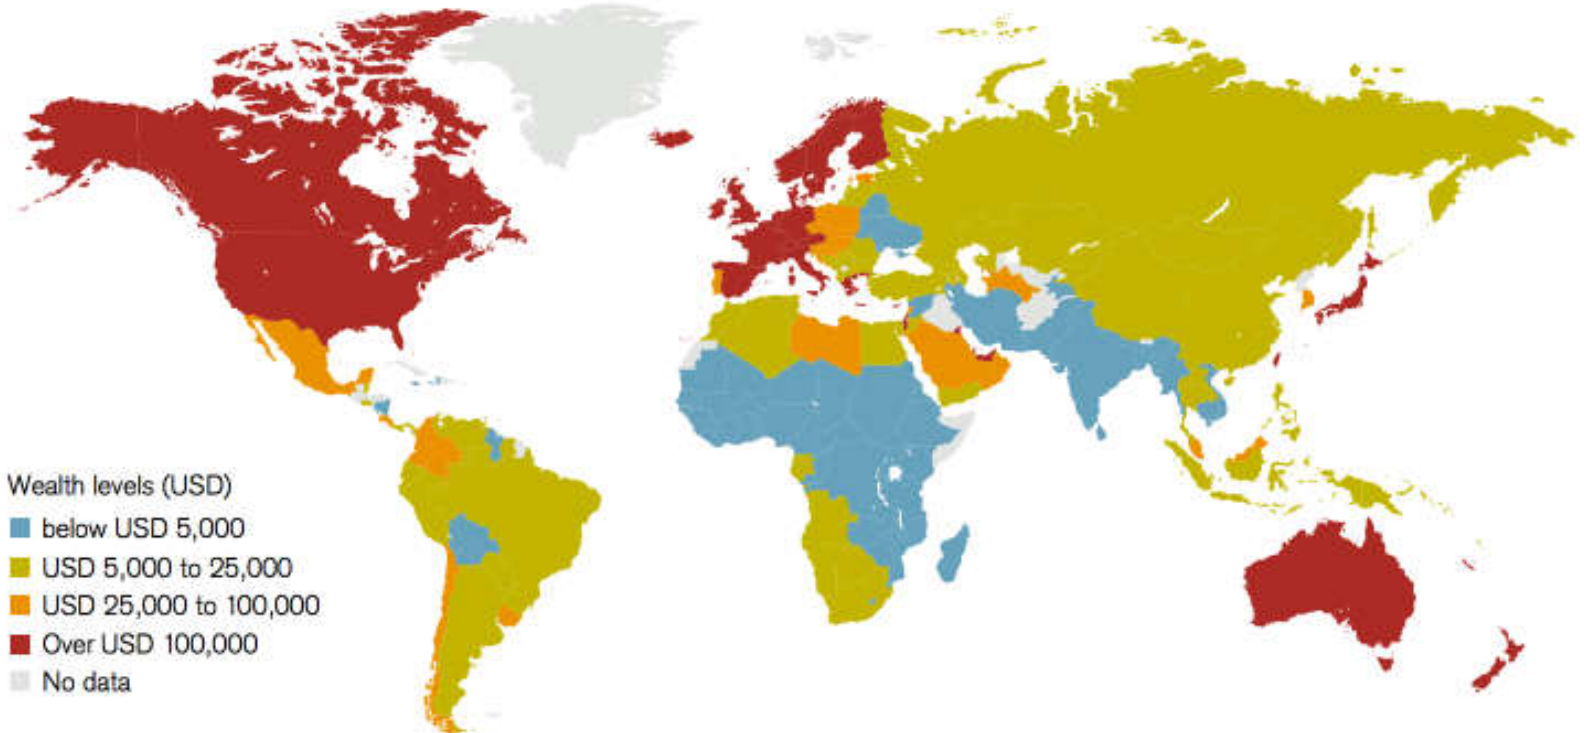 Wealth levels (USD)
below USD 5,000
USD 5,000 to 25,000
USD 25,000 to 100,000
Over USD 100,000
No data